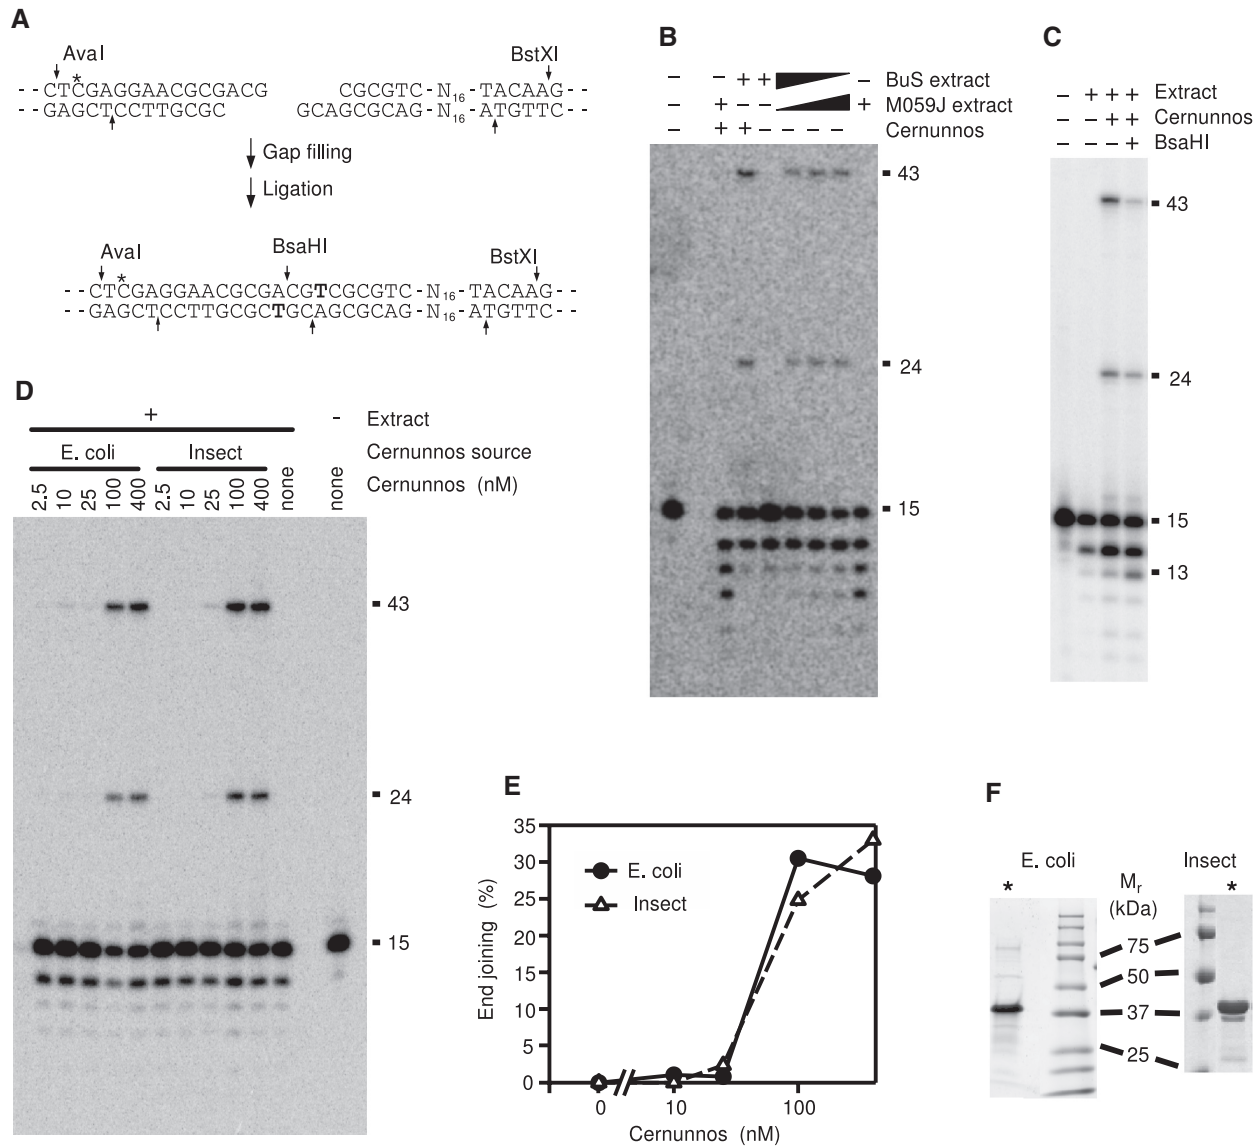 A
AvaI
BstXI
*
- - CTCGAGGAACGCGACG CGCGTC - N16 - TACAAG - -
- - GAGCTCCTTGCGC GCAGCGCAG - N16 - ATGTTC - -
Gap filling
Ligation
AvaI
BsaHI
BstXI
*
- - CTCGAGGAACGCGACGTCGCGTC - N16 - TACAAG - -
- - GAGCTCCTTGCGCTGCAGCGCAG - N16 - ATGTTC - -
B
– – + + – BuS extract
– + + M059J extract
– + + – – – – Cernunnos
43
24
15
C
– + + + Extract
– – + + Cernunnos
– – – + BsaHI
43
24
15
13
D
+ - Extract
E. coli Insect Cernunnos source
2.5 10 25 100 400 2.5 10 25 100 400 none none Cernunnos (nM)
43
24
15
E
End joining (%)
35
30
25
20
15
10
5
0
E. coli
Insect
0 10 100
Cernunnos (nM)
F
E. coli Insect
* Mr *
(kDa)
75
50
37
25